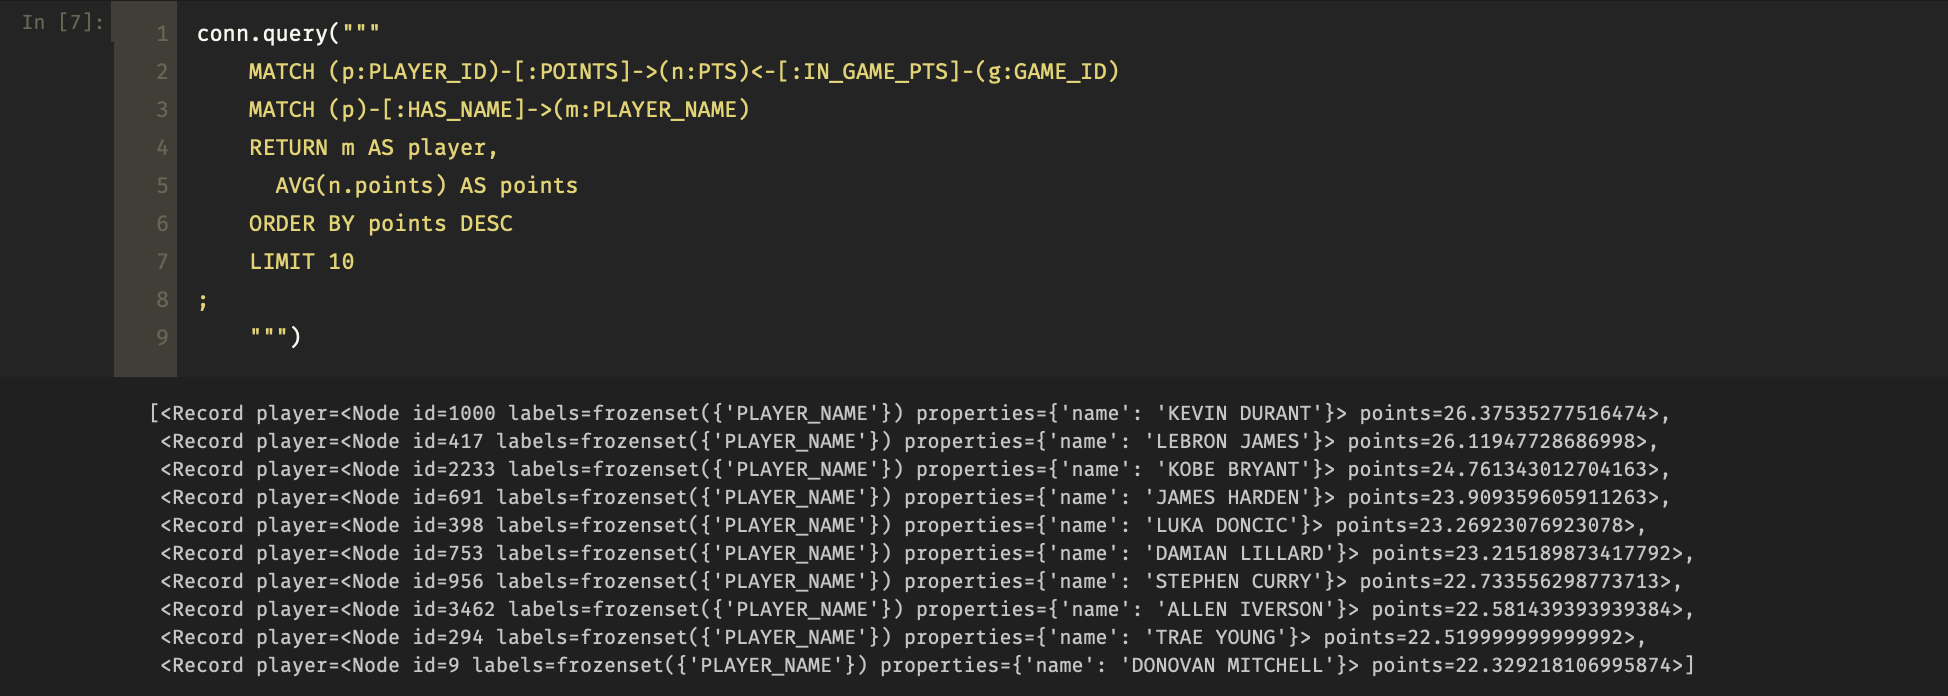 In [7]:
1 conn.query("""
2     MATCH (p:PLAYER_ID)-[:POINTS]->(n:PTS)<-[:IN_GAME_PTS]-(g:GAME_ID)
3     MATCH (p)-[:HAS_NAME]->(m:PLAYER_NAME)
4     RETURN m AS player,
5       AVG(n.points) AS points
6     ORDER BY points DESC
7     LIMIT 10
8 ;
9     """)
[<Record player=<Node id=1000 labels=frozenset({'PLAYER_NAME'}) properties={'name': 'KEVIN DURANT'}> points=26.37535277516474>,
 <Record player=<Node id=417 labels=frozenset({'PLAYER_NAME'}) properties={'name': 'LEBRON JAMES'}> points=26.11947728686998>,
 <Record player=<Node id=2233 labels=frozenset({'PLAYER_NAME'}) properties={'name': 'KOBE BRYANT'}> points=24.761343012704163>,
 <Record player=<Node id=691 labels=frozenset({'PLAYER_NAME'}) properties={'name': 'JAMES HARDEN'}> points=23.909359605911263>,
 <Record player=<Node id=398 labels=frozenset({'PLAYER_NAME'}) properties={'name': 'LUKA DONCIC'}> points=23.26923076923078>,
 <Record player=<Node id=753 labels=frozenset({'PLAYER_NAME'}) properties={'name': 'DAMIAN LILLARD'}> points=23.215189873417792>,
 <Record player=<Node id=956 labels=frozenset({'PLAYER_NAME'}) properties={'name': 'STEPHEN CURRY'}> points=22.733556298773713>,
 <Record player=<Node id=3462 labels=frozenset({'PLAYER_NAME'}) properties={'name': 'ALLEN IVERSON'}> points=22.581439393939384>,
 <Record player=<Node id=294 labels=frozenset({'PLAYER_NAME'}) properties={'name': 'TRAE YOUNG'}> points=22.519999999999992>,
 <Record player=<Node id=9 labels=frozenset({'PLAYER_NAME'}) properties={'name': 'DONOVAN MITCHELL'}> points=22.329218106995874>]